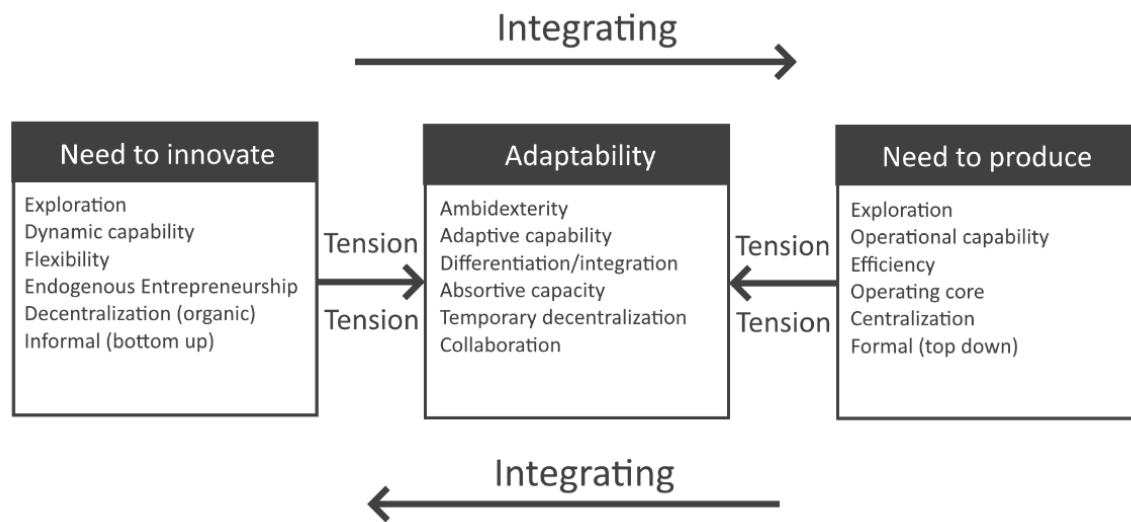 Integrating
Need to innovate
Exploration
Dynamic capability
Flexibility
Endogenous Entrepreneurship
Decentralization (organic)
Informal (bottom up)
Tension
Tension
Adaptability
Ambidexterity
Adaptive capability
Differentiation/integration
Absortive capacity
Temporary decentralization
Collaboration
Tension
Tension
Need to produce
Exploration
Operational capability
Efficiency
Operating core
Centralization
Formal (top down)
Integrating